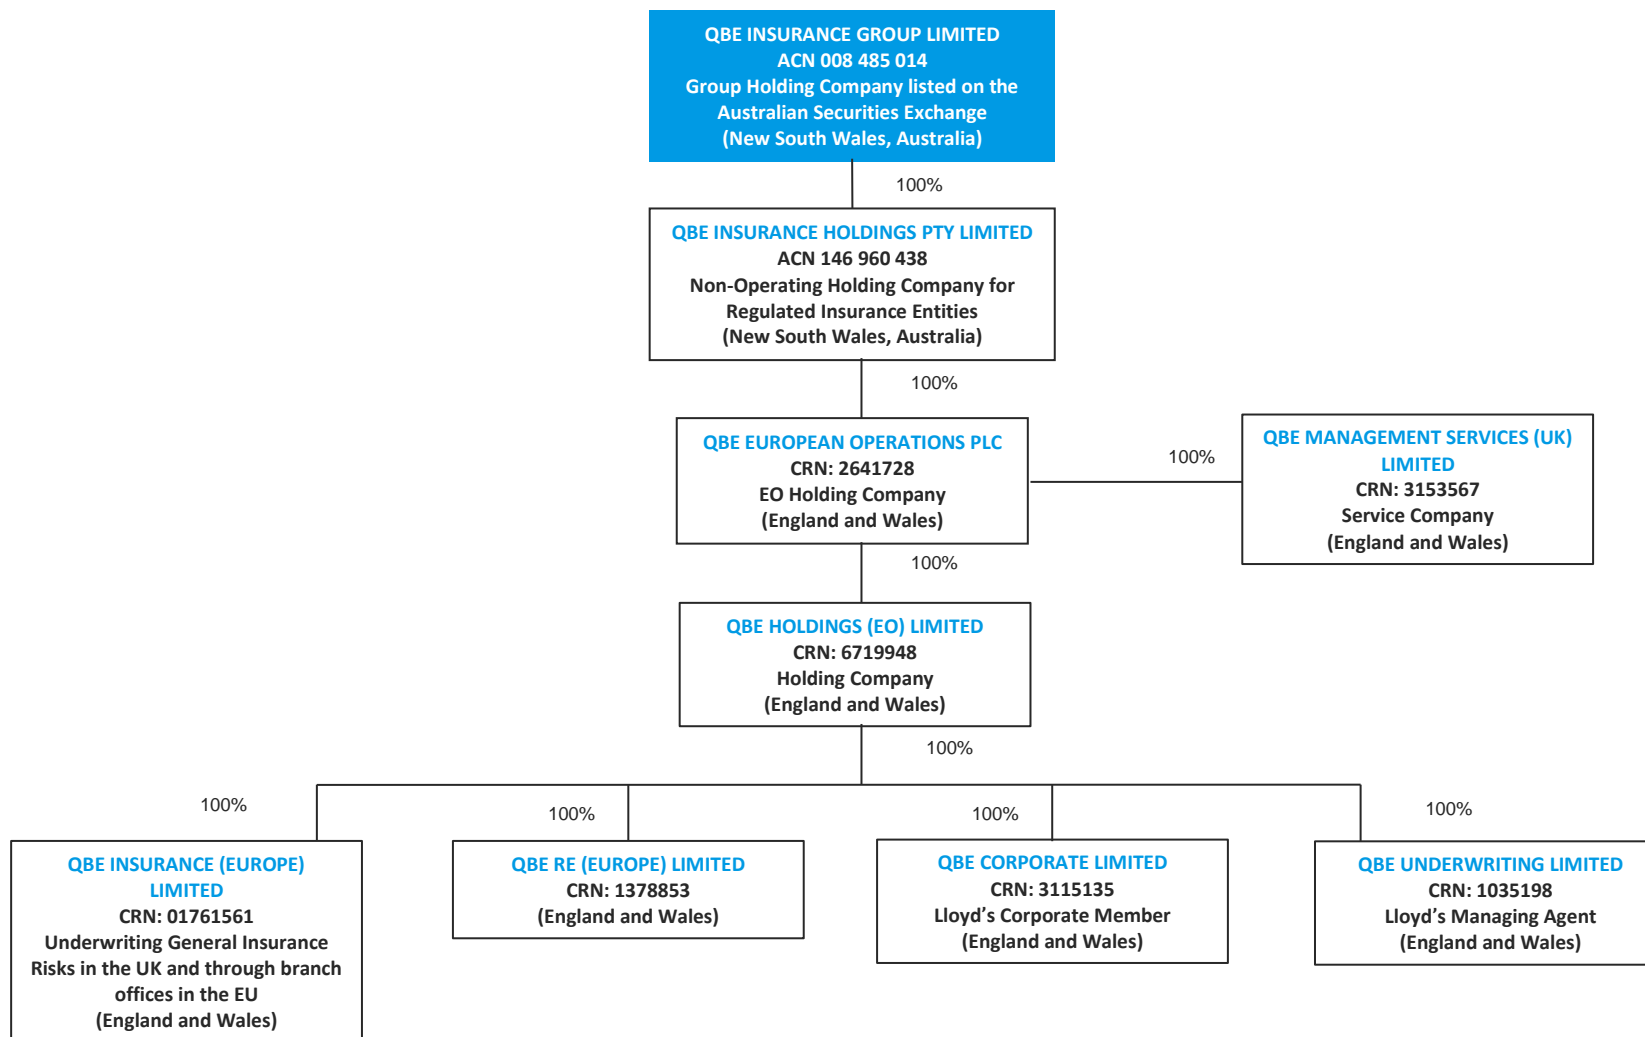 QBE INSURANCE GROUP LIMITED
ACN 008 485 014
Group Holding Company listed on the
Australian Securities Exchange
(New South Wales, Australia)
100%
QBE INSURANCE HOLDINGS PTY LIMITED
ACN 146 960 438
Non-Operating Holding Company for
Regulated Insurance Entities
(New South Wales, Australia)
100%
QBE EUROPEAN OPERATIONS PLC
CRN: 2641728
EO Holding Company
(England and Wales)
100%
QBE MANAGEMENT SERVICES (UK)
LIMITED
CRN: 3153567
Service Company
(England and Wales)
100%
QBE HOLDINGS (EO) LIMITED
CRN: 6719948
Holding Company
(England and Wales)
100%
100%
QBE INSURANCE (EUROPE)
LIMITED
CRN: 01761561
Underwriting General Insurance
Risks in the UK and through branch
offices in the EU
(England and Wales)
100%
QBE RE (EUROPE) LIMITED
CRN: 1378853
(England and Wales)
100%
QBE CORPORATE LIMITED
CRN: 3115135
Lloyd’s Corporate Member
(England and Wales)
100%
QBE UNDERWRITING LIMITED
CRN: 1035198
Lloyd’s Managing Agent
(England and Wales)